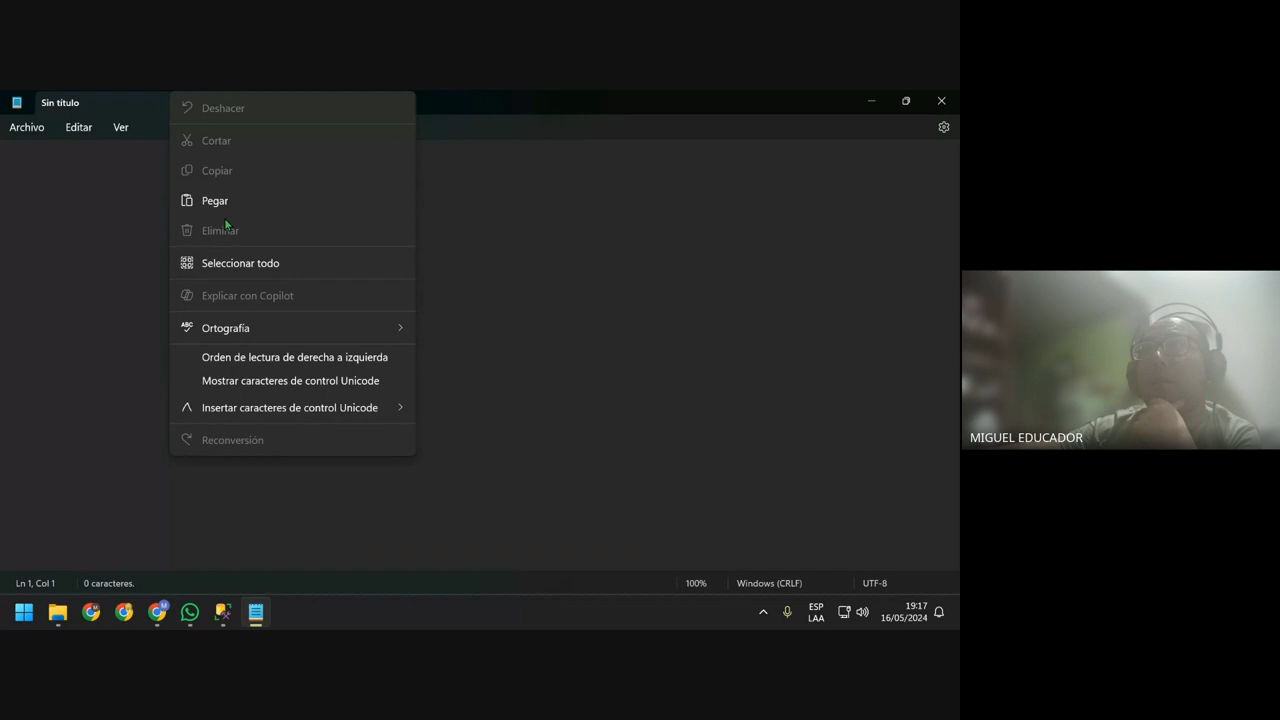 Sin título
Archivo Editar Ver
Deshacer
Cortar
Copiar
Pegar
Eliminar
Seleccionar todo
Explicar con Copilot
ABC Ortografía
Orden de lectura de derecha a izquierda
Mostrar caracteres de control Unicode
Insertar caracteres de control Unicode
Reconversión
MIGUEL EDUCADOR
Ln 1, Col 1 0 caracteres. 100% Windows (CRLF) UTF-8
M M ESP 19:17
LAA 16/05/2024